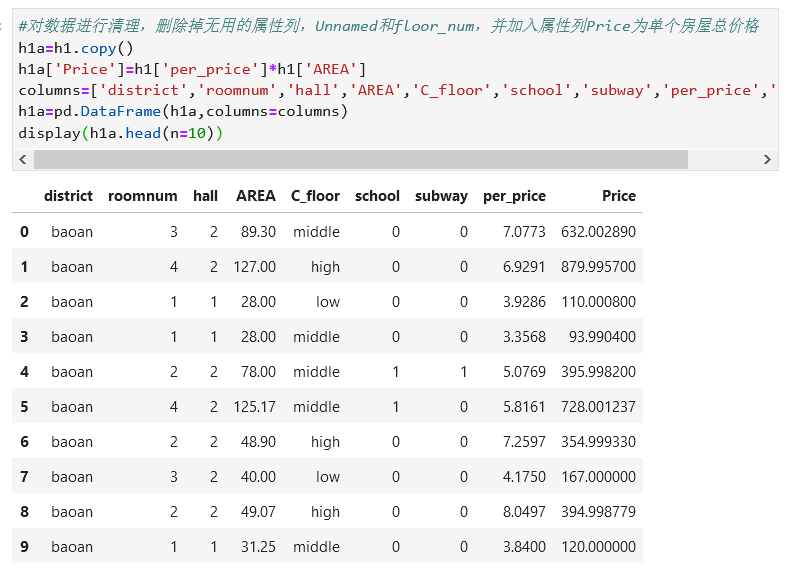 #对数据进行清理，删除掉无用的属性列，Unnamed和floor_num，并加入属性列Price为单个房屋总价格
h1a=h1.copy()
h1a['Price']=h1['per_price']*h1['AREA']
columns=['district','roomnum','hall','AREA','C_floor','school','subway','per_price','
h1a=pd.DataFrame(h1a,columns=columns)
display(h1a.head(n=10))
district roomnum hall AREA C_floor school subway per_price Price
0 baoan 3 2 89.30 middle 0 0 7.0773 632.002890
1 baoan 4 2 127.00 high 0 0 6.9291 879.995700
2 baoan 1 1 28.00 low 0 0 3.9286 110.000800
3 baoan 1 1 28.00 middle 0 0 3.3568 93.990400
4 baoan 2 2 78.00 middle 1 1 5.0769 395.998200
5 baoan 4 2 125.17 middle 1 0 5.8161 728.001237
6 baoan 2 2 48.90 high 0 0 7.2597 354.999330
7 baoan 3 2 40.00 low 0 0 4.1750 167.000000
8 baoan 2 2 49.07 high 0 0 8.0497 394.998779
9 baoan 1 1 31.25 middle 0 0 3.8400 120.000000